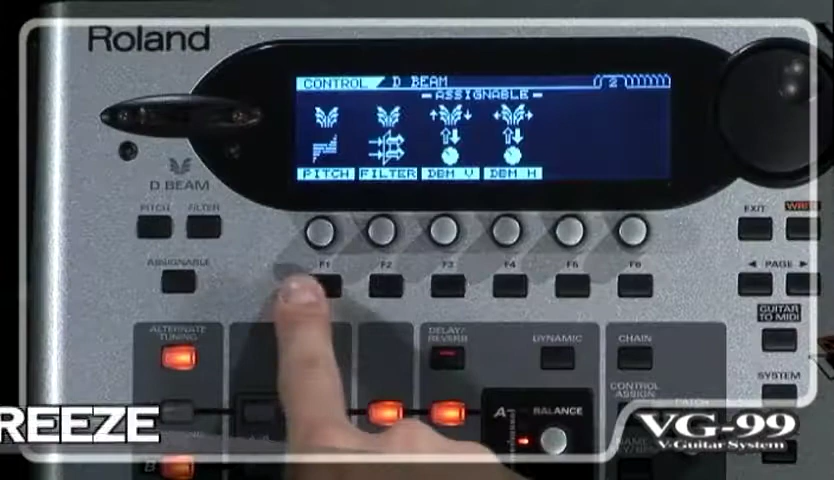 Roland
CONTROL D BEAM 2
ASSIGNABLE
PITCH FILTER DBM V DBM H
D BEAM
PITCH FILTER
EXIT WRITE
F1 F2 F3 F4 F5 F6
ASSIGNABLE
PAGE
GUITAR
TO MIDI
ALTERNATE
TUNING
DELAY/
REVERB
DYNAMIC
CHAIN
SYSTEM
CONTROL
ASSIGN
PATCH
A
BALANCE
REEZE
VG-99
V-Guitar System
B